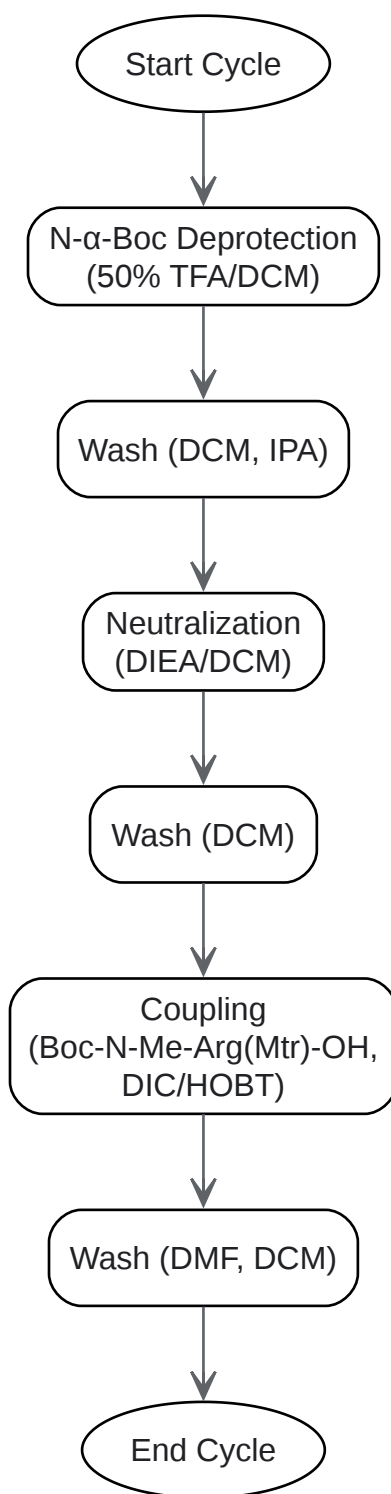 Start Cycle
N-α-Boc Deprotection
(50% TFA/DCM)
Wash (DCM, IPA)
Neutralization
(DIEA/DCM)
Wash (DCM)
Coupling
(Boc-N-Me-Arg(Mtr)-OH,
DIC/HOBT)
Wash (DMF, DCM)
End Cycle